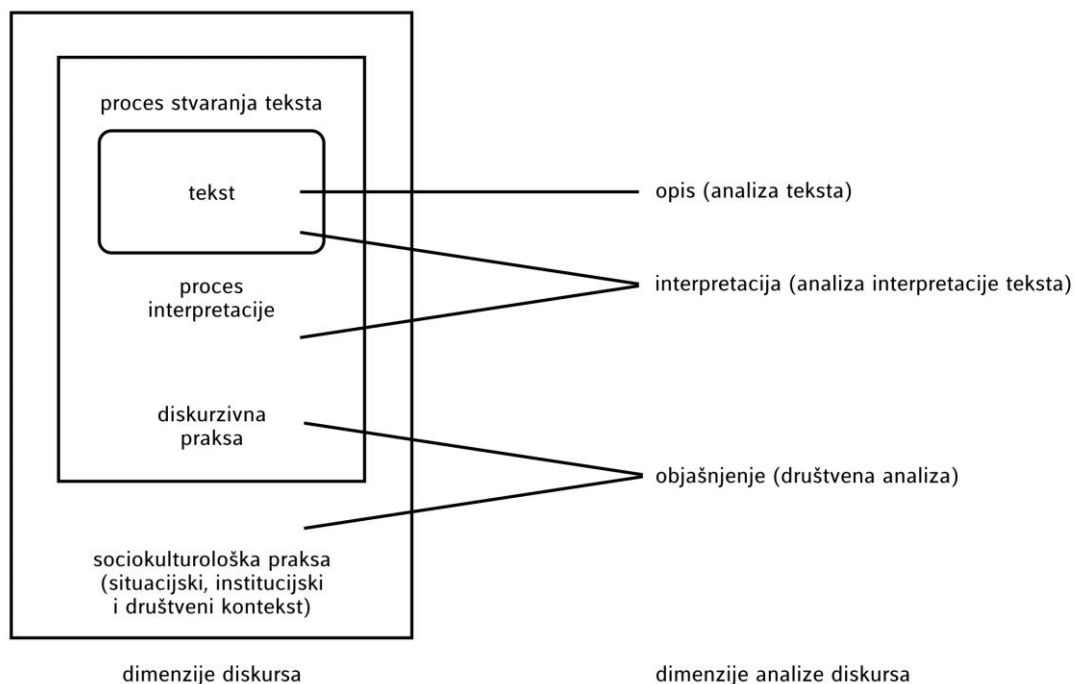 proces stvaranja teksta
tekst
opis (analiza teksta)
proces
interpretacije
interpretacija (analiza interpretacije teksta)
diskurzivna
praksa
objašnjenje (društvena analiza)
sociokulturološka praksa
(situacijski, institucijski
i društveni kontekst)
dimenzije diskursa
dimenzije analize diskursa